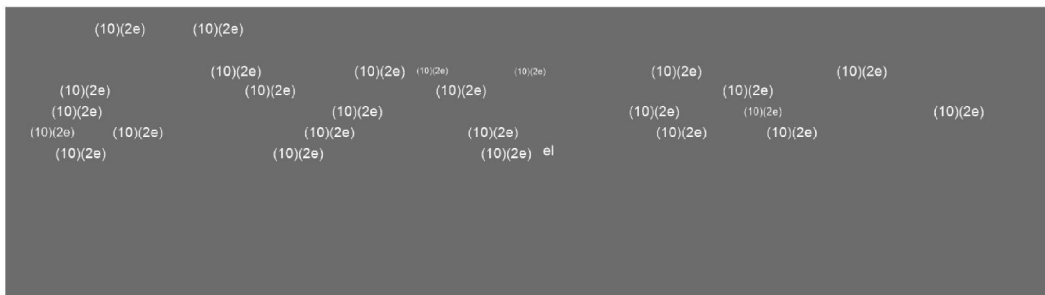 (10)(2e) (10)(2e)
(10)(2e) (10)(2e) (10)(2e) (10)(2e) (10)(2e) (10)(2e)
(10)(2e) (10)(2e) (10)(2e) (10)(2e)
(10)(2e) (10)(2e) (10)(2e) (10)(2e) (10)(2e)
(10)(2e) (10)(2e) (10)(2e) (10)(2e) (10)(2e) (10)(2e)
(10)(2e) (10)(2e) (10)(2e) el